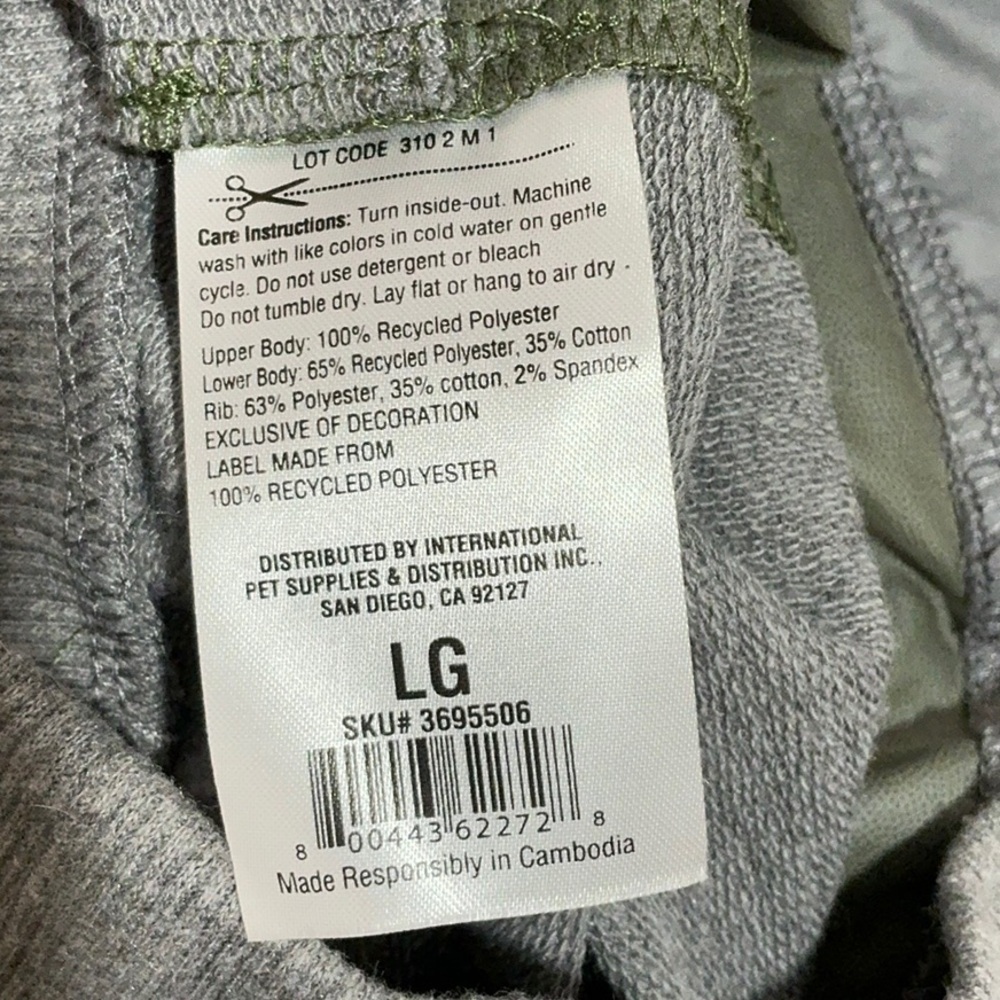 LOT CODE 310 2 M 1
Care Instructions: Turn inside-out. Machine
wash with like colors in cold water on gentle
cycle. Do not use detergent or bleach
Do not tumble dry. Lay flat or hang to air dry .
Upper Body: 100% Recycled Polyester
Lower Body: 65% Recycled Polyester, 35% Cotton
Rib: 63% Polyester, 35% cotton, 2% Spandex
EXCLUSIVE OF DECORATION
LABEL MADE FROM
100% RECYCLED POLYESTER
DISTRIBUTED BY INTERNATIONAL
PET SUPPLIES & DISTRIBUTION INC.,
SAN DIEGO, CA 92127
LG
SKU# 3695506
8 00443 62272 8
Made Responsibly in Cambodia